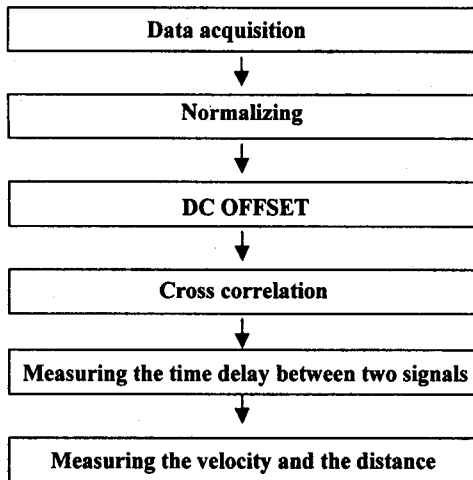 Data acquisition
Normalizing
DC OFFSET
Cross correlation
Measuring the time delay between two signals
Measuring the velocity and the distance